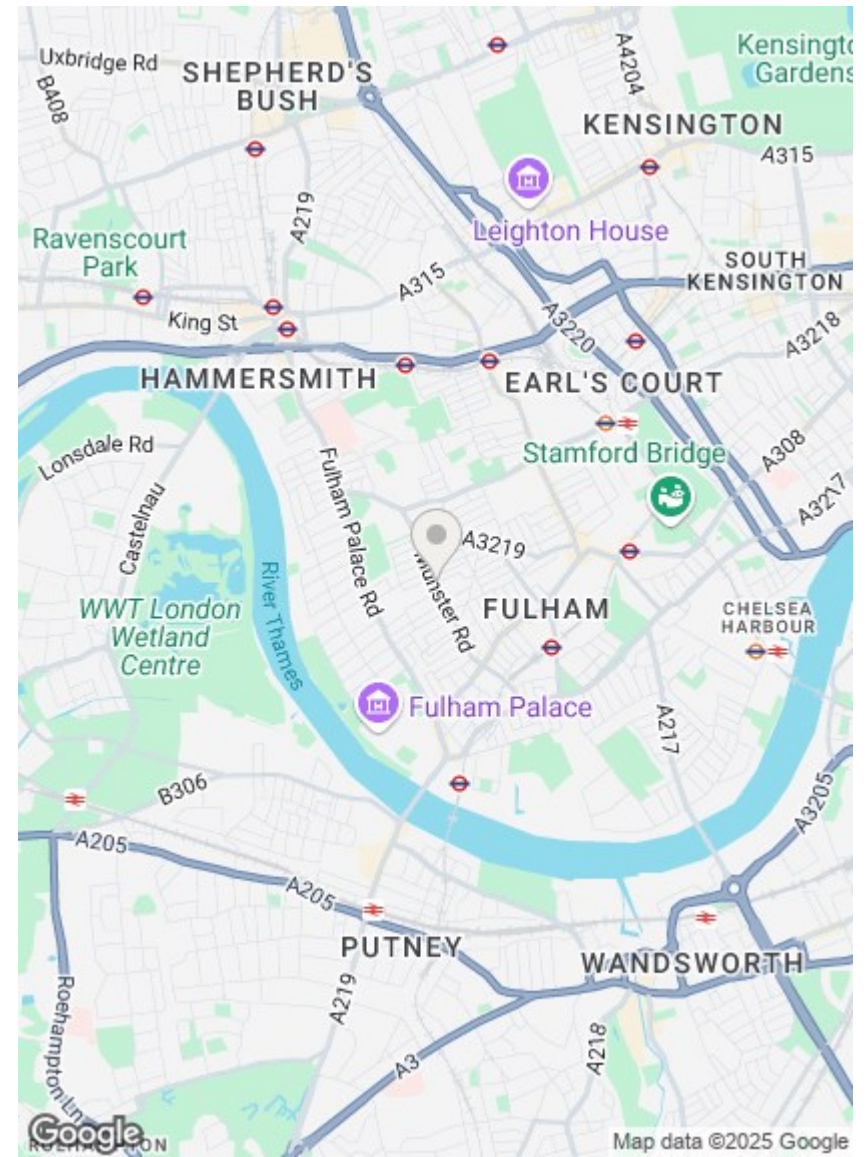 Uxbridge Rd
A4204
Kensingto
Gardens
SHEPHERD'S
BUSH
B408
KENSINGTON
A315
A219
Leighton House
Ravenscourt
Park
SOUTH
KENSINGTON
A315
King St
A3220
A3218
HAMMERSMITH
EARL'S COURT
Lonsdale Rd
Stamford Bridge
A308
Fulham Palace Rd
A3217
Castelnau
A3219
Munster Rd
River Thames
WWT London
Wetland
Centre
FULHAM
CHELSEA
HARBOUR
Fulham Palace
A217
B306
A3205
A205
A205
PUTNEY
WANDSWORTH
A219
Roehampton Ln
A218
A3
Google
ROEHAMPTON
Map data ©2025 Google